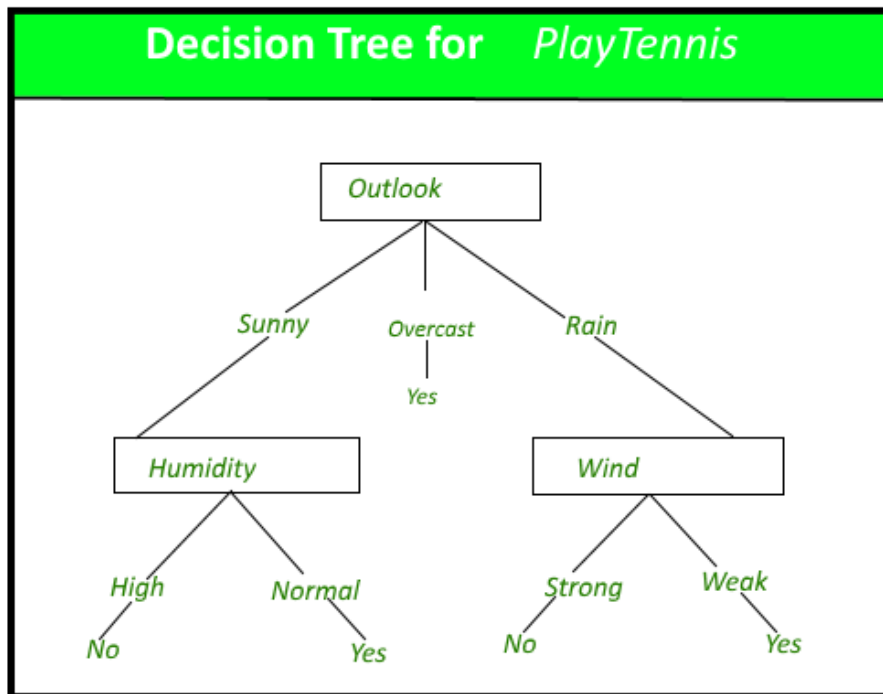 Decision Tree for PlayTennis
Outlook
Sunny Overcast Rain
Yes
Humidity Wind
High Normal Strong Weak
No Yes No Yes